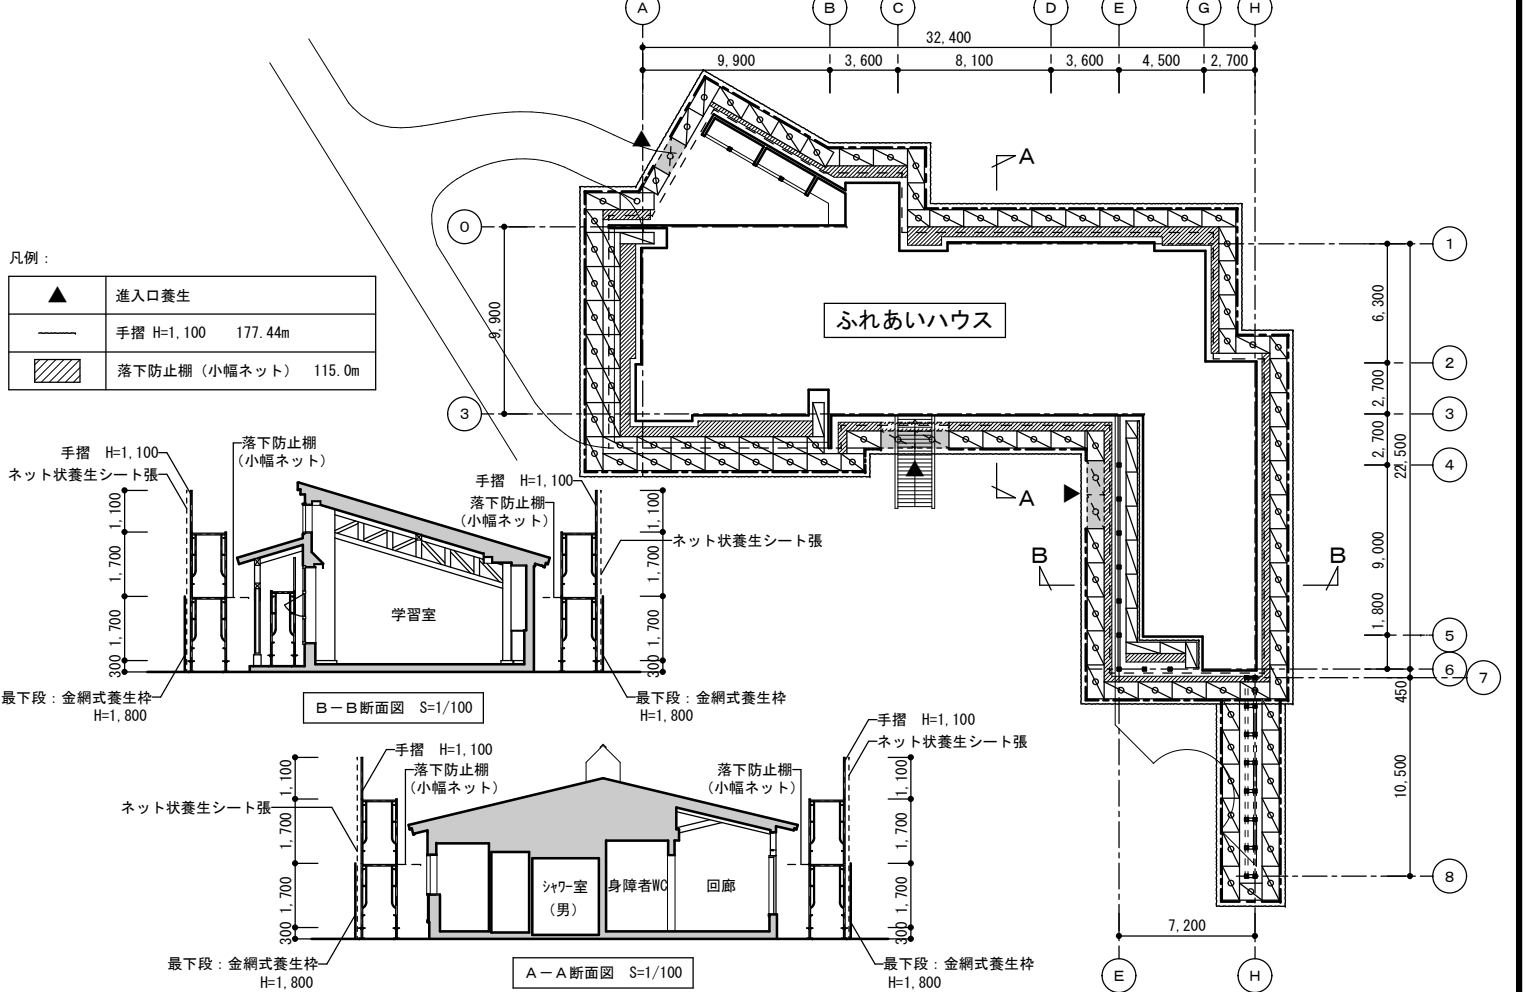 A
B
C
D
E
G
H
32,400
9,900
3,600
8,100
3,600
4,500
2,700
A
0
1
凡例：
進入口養生
手摺 H=1,100 177.44m
落下防止棚（小幅ネット） 115.0m
9,900
ふれあいハウス
6,300
2
2,700
3
3
2,700
22,500
4
A
B
B
9,000
1,800
5
6
7
450
10,500
8
7,200
E
H
手摺 H=1,100
ネット状養生シート張
落下防止棚
（小幅ネット）
手摺 H=1,100
落下防止棚
（小幅ネット）
ネット状養生シート張
1,100
1,700
1,700
300
学習室
1,100
1,700
1,700
300
最下段：金網式養生枠
H=1,800
B－B断面図 S=1/100
最下段：金網式養生枠
H=1,800
手摺 H=1,100
落下防止棚
（小幅ネット）
ネット状養生シート張
手摺 H=1,100
ネット状養生シート張
落下防止棚
（小幅ネット）
1,100
1,700
1,700
300
シャワー室
（男）
身障者WC
回廊
1,100
1,700
1,700
300
最下段：金網式養生枠
H=1,800
A－A断面図 S=1/100
最下段：金網式養生枠
H=1,800